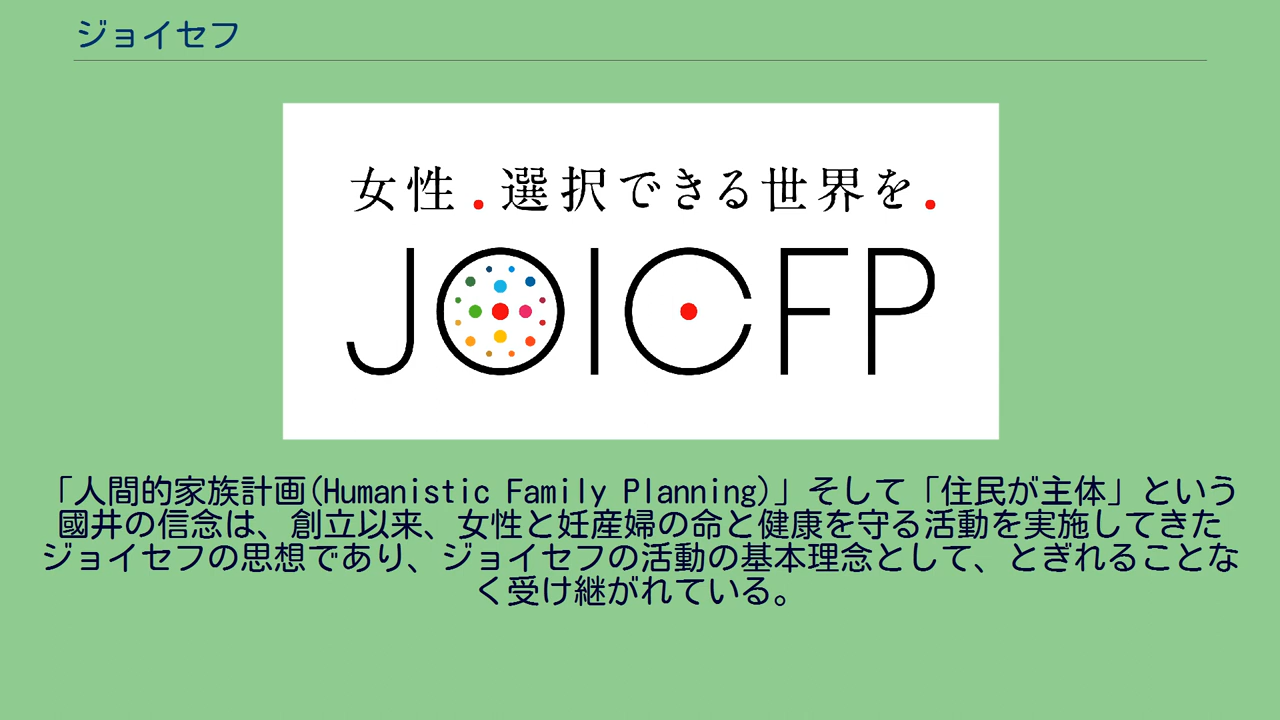 ジョイセフ
女性.選択できる世界を.
JOICFP
「人間的家族計画(Humanistic Family Planning)」そして「住民が主体」という
國井の信念は、創立以来、女性と妊産婦の命と健康を守る活動を実施してきた
ジョイセフの思想であり、ジョイセフの活動の基本理念として、とぎれることな
く受け継がれている。